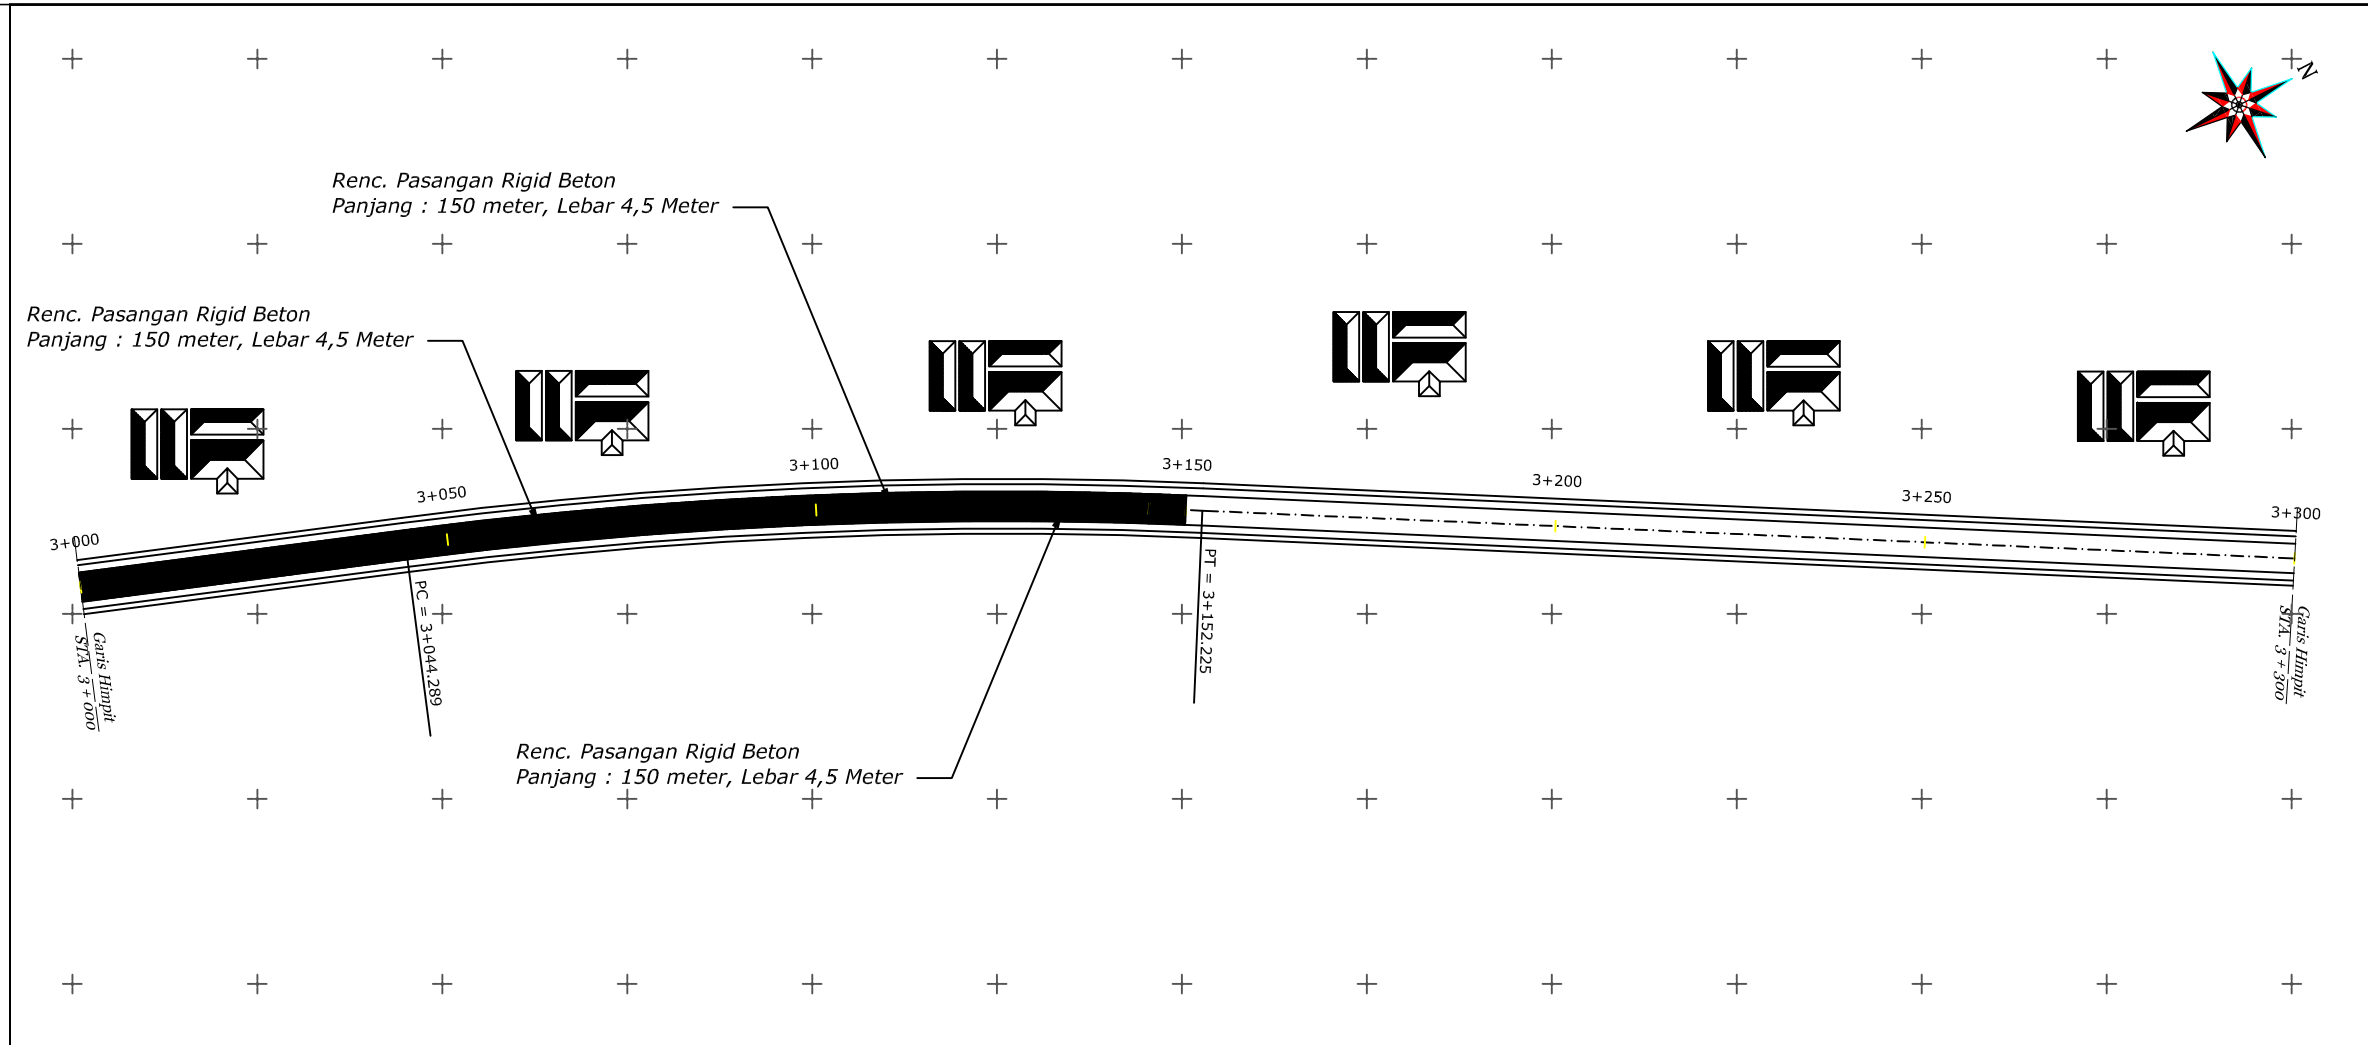 N
Renc. Pasangan Rigid Beton
Panjang : 150 meter, Lebar 4,5 Meter
Renc. Pasangan Rigid Beton
Panjang : 150 meter, Lebar 4,5 Meter
3+000
3+050
3+100
3+150
3+200
3+250
3+300
PC = 3+044.289
PT = 3+152.225
Garis Himpit
STA. 3+000
Garis Himpit
STA. 3+300
Renc. Pasangan Rigid Beton
Panjang : 150 meter, Lebar 4,5 Meter